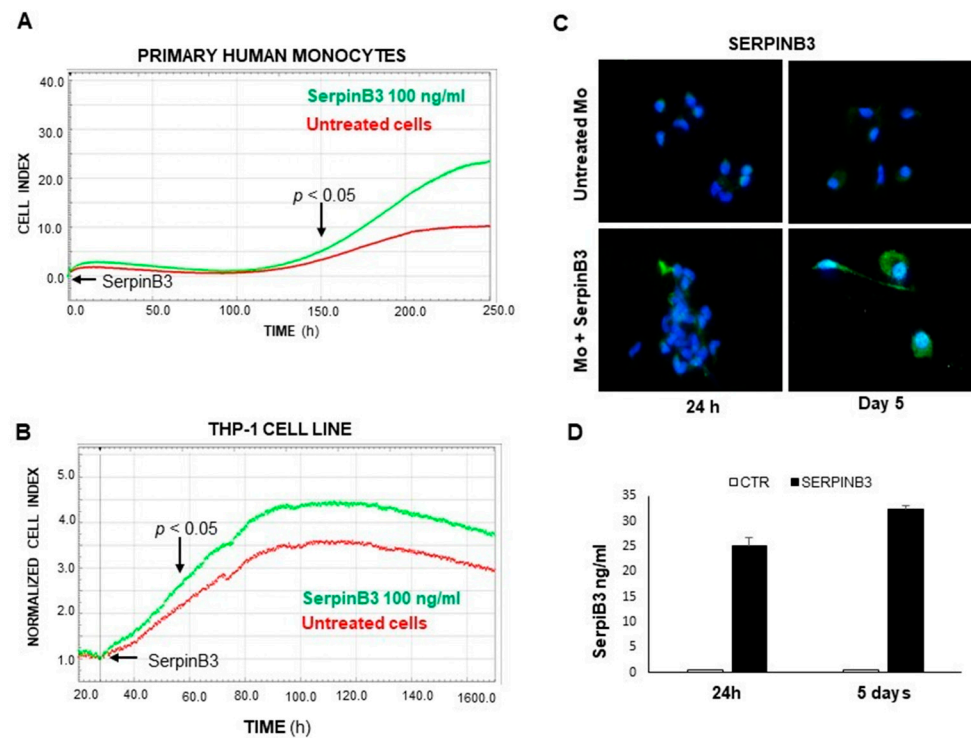 A
PRIMARY HUMAN MONOCYTES
40.0
30.0
20.0
10.0
0.0
CELL INDEX
SerpinB3 100 ng/ml
Untreated cells
p < 0.05
SerpinB3
0.0 50.0 100.0 150.0 200.0 250.0
TIME (h)
B
THP-1 CELL LINE
5.0
4.0
3.0
2.0
1.0
NORMALIZED CELL INDEX
p < 0.05
SerpinB3 100 ng/ml
Untreated cells
SerpinB3
20.0 40.0 60.0 80.0 100.0 120.0 140.0 1600.0
TIME (h)
C
SERPINB3
Untreated Mo
Mo + SerpinB3
24 h Day 5
D
CTR SERPINB3
35
30
25
20
15
10
5
0
SerpiB3 ng/ml
24h 5 days